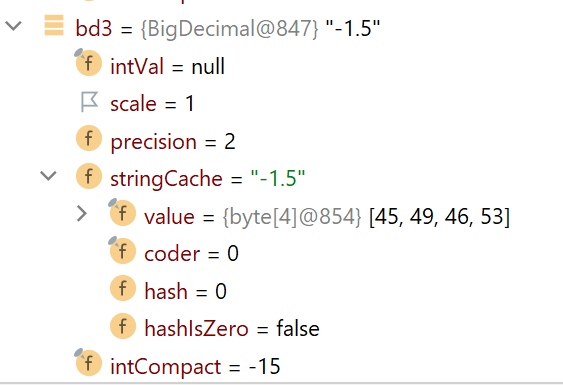 bd3 = {BigDecimal@847} "-1.5"
f intVal = null
scale = 1
f precision = 2
f stringCache = "-1.5"
f value = {byte[4]@854} [45, 49, 46, 53]
f coder = 0
f hash = 0
f hashIsZero = false
f intCompact = -15